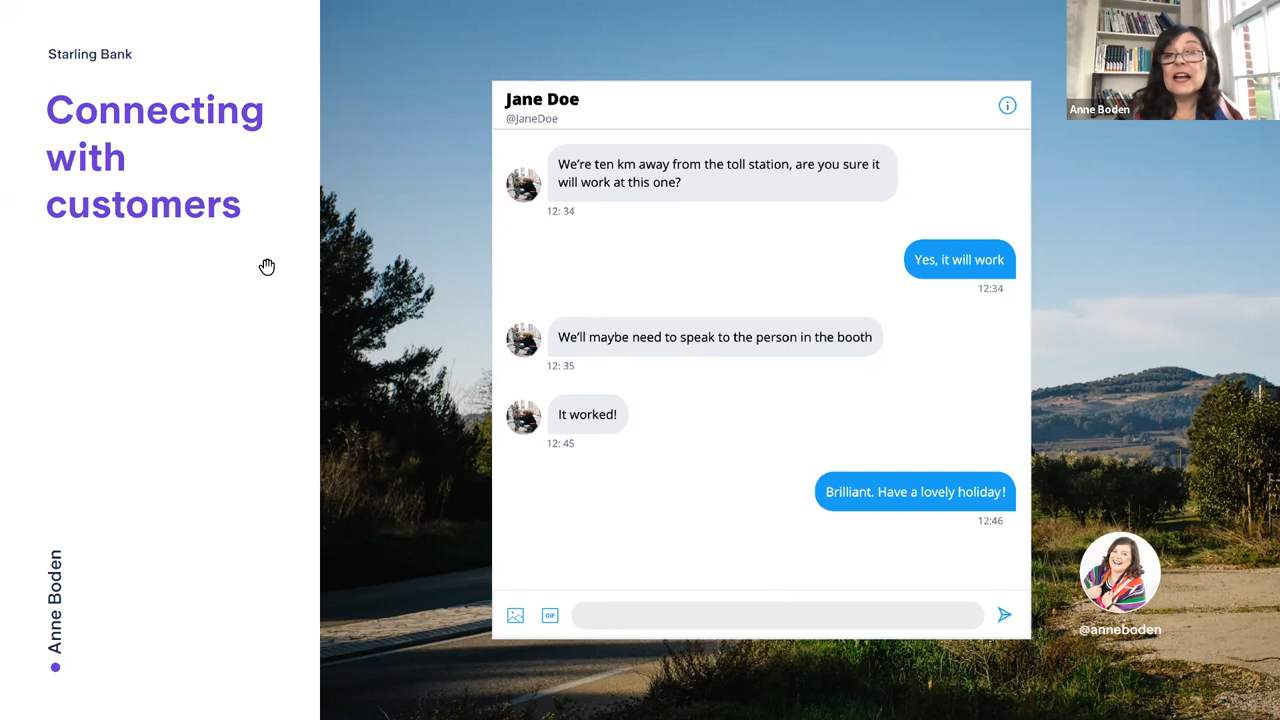 Starling Bank
Connecting
with
customers
Anne Boden
Jane Doe
@JaneDoe
We’re ten km away from the toll station, are you sure it
will work at this one?
12: 34
Yes, it will work
12:34
We’ll maybe need to speak to the person in the booth
12: 35
It worked!
12: 45
Brilliant. Have a lovely holiday!
12:46
GIF
@anneboden
Anne Boden